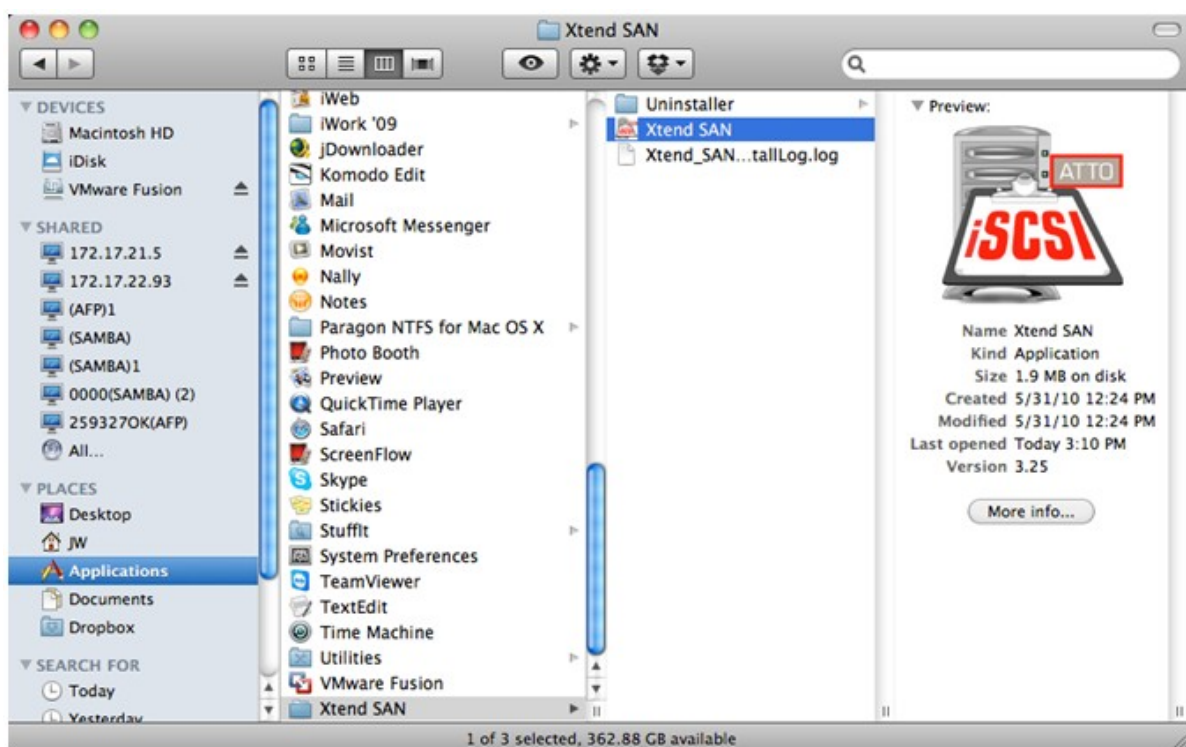 Xtend SAN
DEVICES
Macintosh HD
iDisk
VMware Fusion
SHARED
172.17.21.5
172.17.22.93
(AFP)1
(SAMBA)
(SAMBA)1
0000(SAMBA) (2)
259327OK(AFP)
All...
PLACES
Desktop
JW
Applications
Documents
Dropbox
SEARCH FOR
Today
Yesterday
iWeb
iWork '09
jDownloader
Komodo Edit
Mail
Microsoft Messenger
Movist
Nally
Notes
Paragon NTFS for Mac OS X
Photo Booth
Preview
QuickTime Player
Safari
ScreenFlow
Skype
Stickies
StuffIt
System Preferences
TeamViewer
TextEdit
Time Machine
Utilities
VMware Fusion
Xtend SAN
Uninstaller
Xtend SAN
Xtend_SAN...tallLog.log
Preview:
ATTO
iSCSI
Name Xtend SAN
Kind Application
Size 1.9 MB on disk
Created 5/31/10 12:24 PM
Modified 5/31/10 12:24 PM
Last opened Today 3:10 PM
Version 3.25
More info...
1 of 3 selected, 362.88 GB available